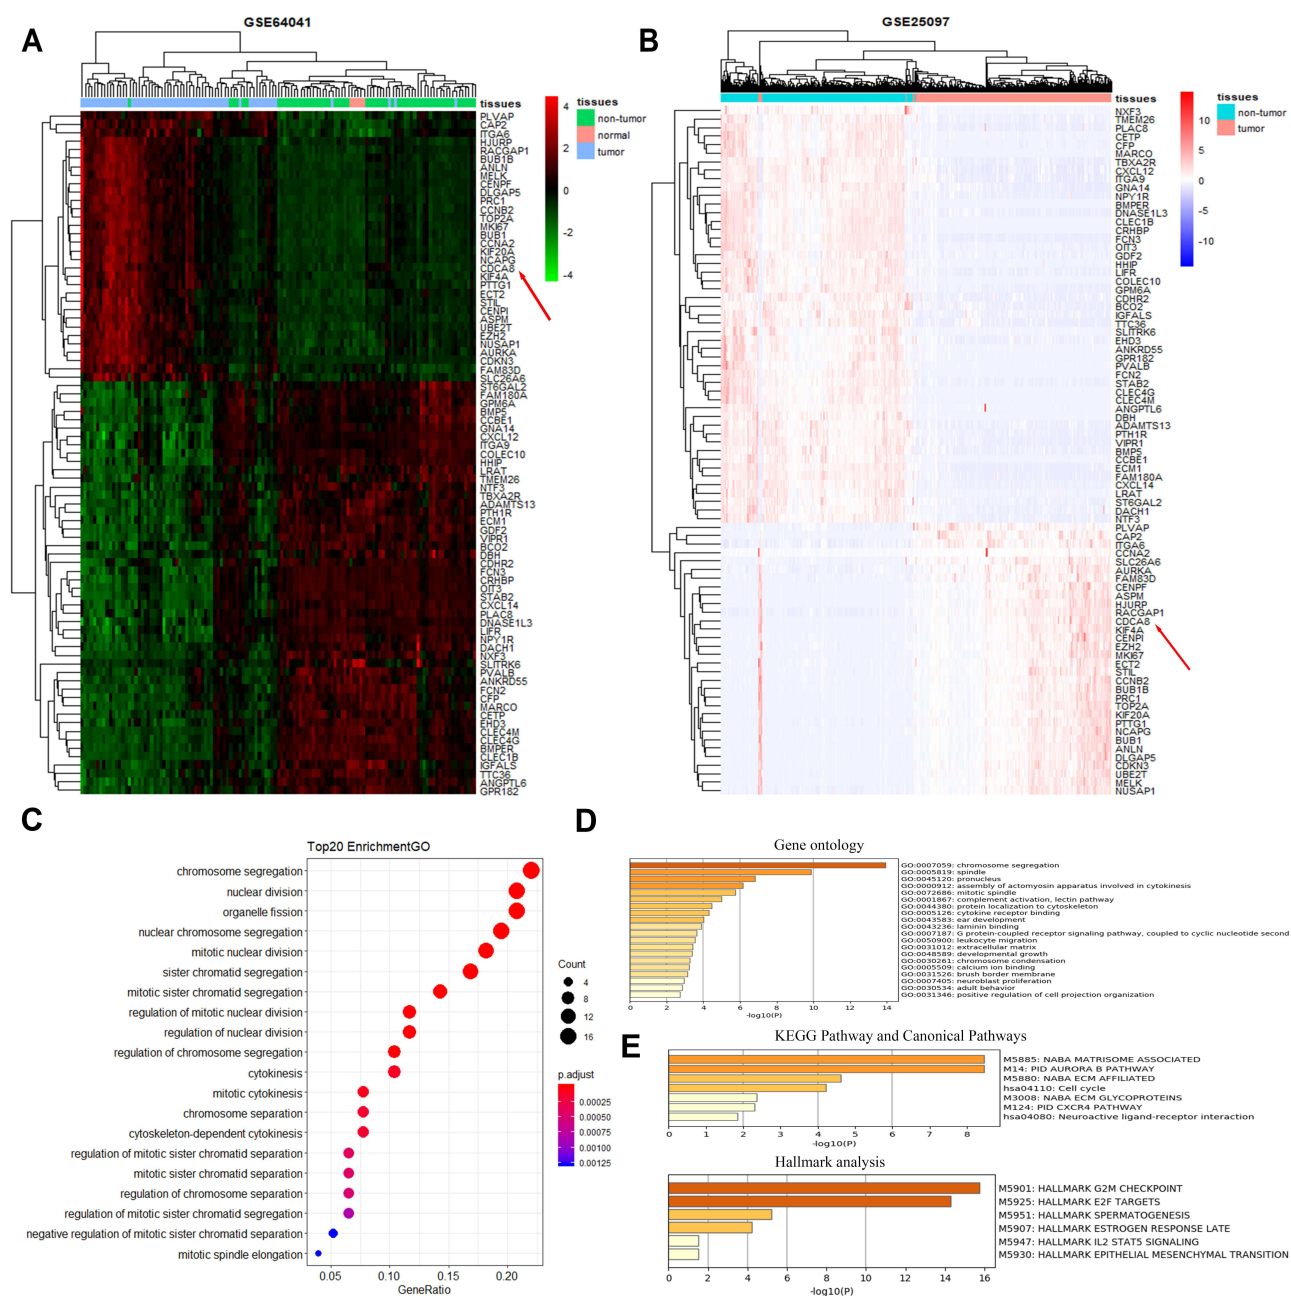 A
GSE64041
tissues
PLVAP
CAP2
ITGA6
HJURP
RACGAP1
BUB1B
ANLN
MELK
CENPF
DLGAP5
PRC1
CCNB2
TOP2A
MKI67
BUB1
CCNA2
KIF20A
NCAPG
CDCA8
KIF4A
PTTG1
ECT2
STIL
CENPI
ASPM
UBE2T
EZH2
NUSAP1
AURKA
CDKN3
FAM83D
SLC26A6
ST6GAL2
FAM180A
GPM6A
BMP5
CCBE1
GNA14
CXCL12
ITGA9
COLEC10
HHIP
LRAT
TMEM26
NTF3
TBXA2R
ADAMTS13
PTH1R
ECM1
GDF2
VIPR1
BCO2
DBH
CDHR2
FCN3
CRHBP
OIT3
STAB2
CXCL14
PLAC8
DNASE1L3
LIFR
NPY1R
DACH1
NXF3
SLITRK6
PVALB
ANKRD55
FCN2
CFP
MARCO
CETP
EHD3
CLEC4M
CLEC4G
BMPER
CLEC1B
IGFALS
TTC36
ANGPTL6
GPR182
4
2
0
-2
-4
tissues
non-tumor
normal
tumor
B
GSE25097
tissues
NXF3
TMEM26
PLAC8
CETP
CFP
MARCO
TBXA2R
CXCL12
ITGA9
GNA14
NPY1R
BMPER
DNASE1L3
CLEC1B
CRHBP
FCN3
OIT3
GDF2
HHIP
LIFR
COLEC10
GPM6A
CDHR2
BCO2
IGFALS
TTC36
SLITRK6
EHD3
ANKRD55
GPR182
PVALB
FCN2
STAB2
CLEC4G
CLEC4M
ANGPTL6
DBH
ADAMTS13
PTH1R
VIPR1
BMP5
CCBE1
ECM1
FAM180A
CXCL14
LRAT
ST6GAL2
DACH1
NTF3
PLVAP
CAP2
ITGA6
CCNA2
SLC26A6
AURKA
FAM83D
CENPF
ASPM
HJURP
RACGAP1
CDCA8
KIF4A
CENPI
EZH2
MKI67
ECT2
STIL
CCNB2
BUB1B
PRC1
TOP2A
KIF20A
PTTG1
NCAPG
BUB1
ANLN
DLGAP5
CDKN3
UBE2T
MELK
NUSAP1
10
5
0
-5
-10
tissues
non-tumor
tumor
C
Top20 EnrichmentGO
chromosome segregation
nuclear division
organelle fission
nuclear chromosome segregation
mitotic nuclear division
sister chromatid segregation
mitotic sister chromatid segregation
regulation of mitotic nuclear division
regulation of nuclear division
regulation of chromosome segregation
cytokinesis
mitotic cytokinesis
chromosome separation
cytoskeleton-dependent cytokinesis
regulation of mitotic sister chromatid separation
mitotic sister chromatid separation
regulation of chromosome separation
regulation of mitotic sister chromatid segregation
negative regulation of mitotic sister chromatid separation
mitotic spindle elongation
0.05 0.10 0.15 0.20
GeneRatio
Count
4
8
12
16
p.adjust
0.00025
0.00050
0.00075
0.00100
0.00125
D
Gene ontology
GO:0007059: chromosome segregation
GO:0005819: spindle
GO:0045120: pronucleus
GO:0000912: assembly of actomyosin apparatus involved in cytokinesis
GO:0072686: mitotic spindle
GO:0001867: complement activation, lectin pathway
GO:0044380: protein localization to cytoskeleton
GO:0005126: cytokine receptor binding
GO:0043583: ear development
GO:0043236: laminin binding
GO:0007187: G protein-coupled receptor signaling pathway, coupled to cyclic nucleotide second
GO:0050900: leukocyte migration
GO:0031012: extracellular matrix
GO:0048589: developmental growth
GO:0030261: chromosome condensation
GO:0005509: calcium ion binding
GO:0031526: brush border membrane
GO:0007405: neuroblast proliferation
GO:0030534: adult behavior
GO:0031346: positive regulation of cell projection organization
0 2 4 6 8 10 12 14
-log10(P)
E
KEGG Pathway and Canonical Pathways
M5885: NABA MATRISOME ASSOCIATED
M14: PID AURORA B PATHWAY
M5880: NABA ECM AFFILIATED
hsa04110: Cell cycle
M3008: NABA ECM GLYCOPROTEINS
M124: PID CXCR4 PATHWAY
hsa04080: Neuroactive ligand-receptor interaction
0 1 2 3 4 5 6 7 8
-log10(P)
Hallmark analysis
M5901: HALLMARK G2M CHECKPOINT
M5925: HALLMARK E2F TARGETS
M5951: HALLMARK SPERMATOGENESIS
M5907: HALLMARK ESTROGEN RESPONSE LATE
M5947: HALLMARK IL2 STAT5 SIGNALING
M5930: HALLMARK EPITHELIAL MESENCHYMAL TRANSITION
0 2 4 6 8 10 12 14 16
-log10(P)